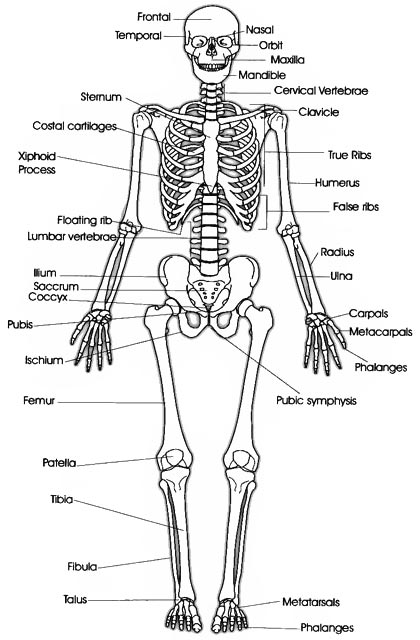 Frontal
Temporal
Nasal
Orbit
Maxilla
Mandible
Cervical Vertebrae
Sternum
Clavicle
Costal cartilages
Xiphoid
Process
True Ribs
Humerus
False ribs
Floating rib
Lumbar vertebrae
Radius
Ulna
Ilium
Saccrum
Coccyx
Pubis
Carpals
Metacarpals
Ischium
Phalanges
Femur
Pubic symphysis
Patella
Tibia
Fibula
Talus
Metatarsals
Phalanges